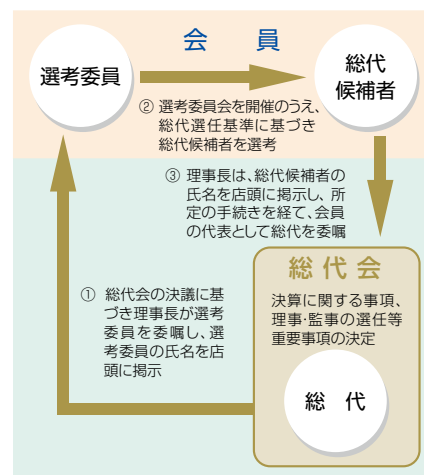 会員
選考委員
総代
候補者
② 選考委員会を開催のうえ、
総代選任基準に基づき
総代候補者を選考
③ 理事長は、総代候補者の
氏名を店頭に掲示し、所
定の手続きを経て、会員
の代表として総代を委嘱
総代会
決算に関する事項、
理事・監事の選任等
重要事項の決定
① 総代会の決議に基
づき理事長が選考
委員を委嘱し、選
考委員の氏名を店
頭に掲示
総代